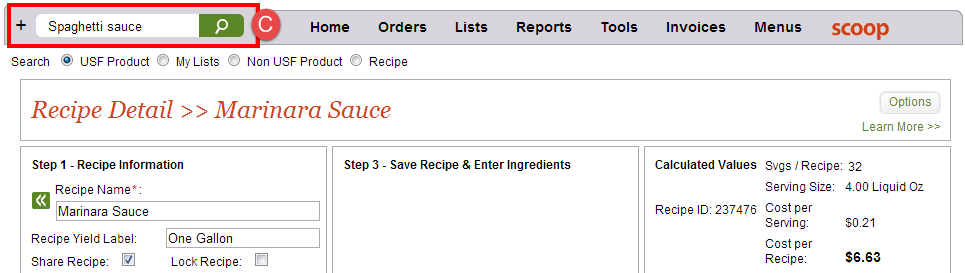 + Spaghetti sauce C Home Orders Lists Reports Tools Invoices Menus scoop
Search USF Product My Lists Non USF Product Recipe
Recipe Detail >> Marinara Sauce
Options
Learn More >>
Step 1 - Recipe Information
Recipe Name*:
Marinara Sauce
Recipe Yield Label: One Gallon
Share Recipe: Lock Recipe:
Step 3 - Save Recipe & Enter Ingredients
Calculated Values Svgs / Recipe: 32
Serving Size: 4.00 Liquid Oz
Recipe ID: 237476
Cost per
Serving: $0.21
Cost per
Recipe: $6.63